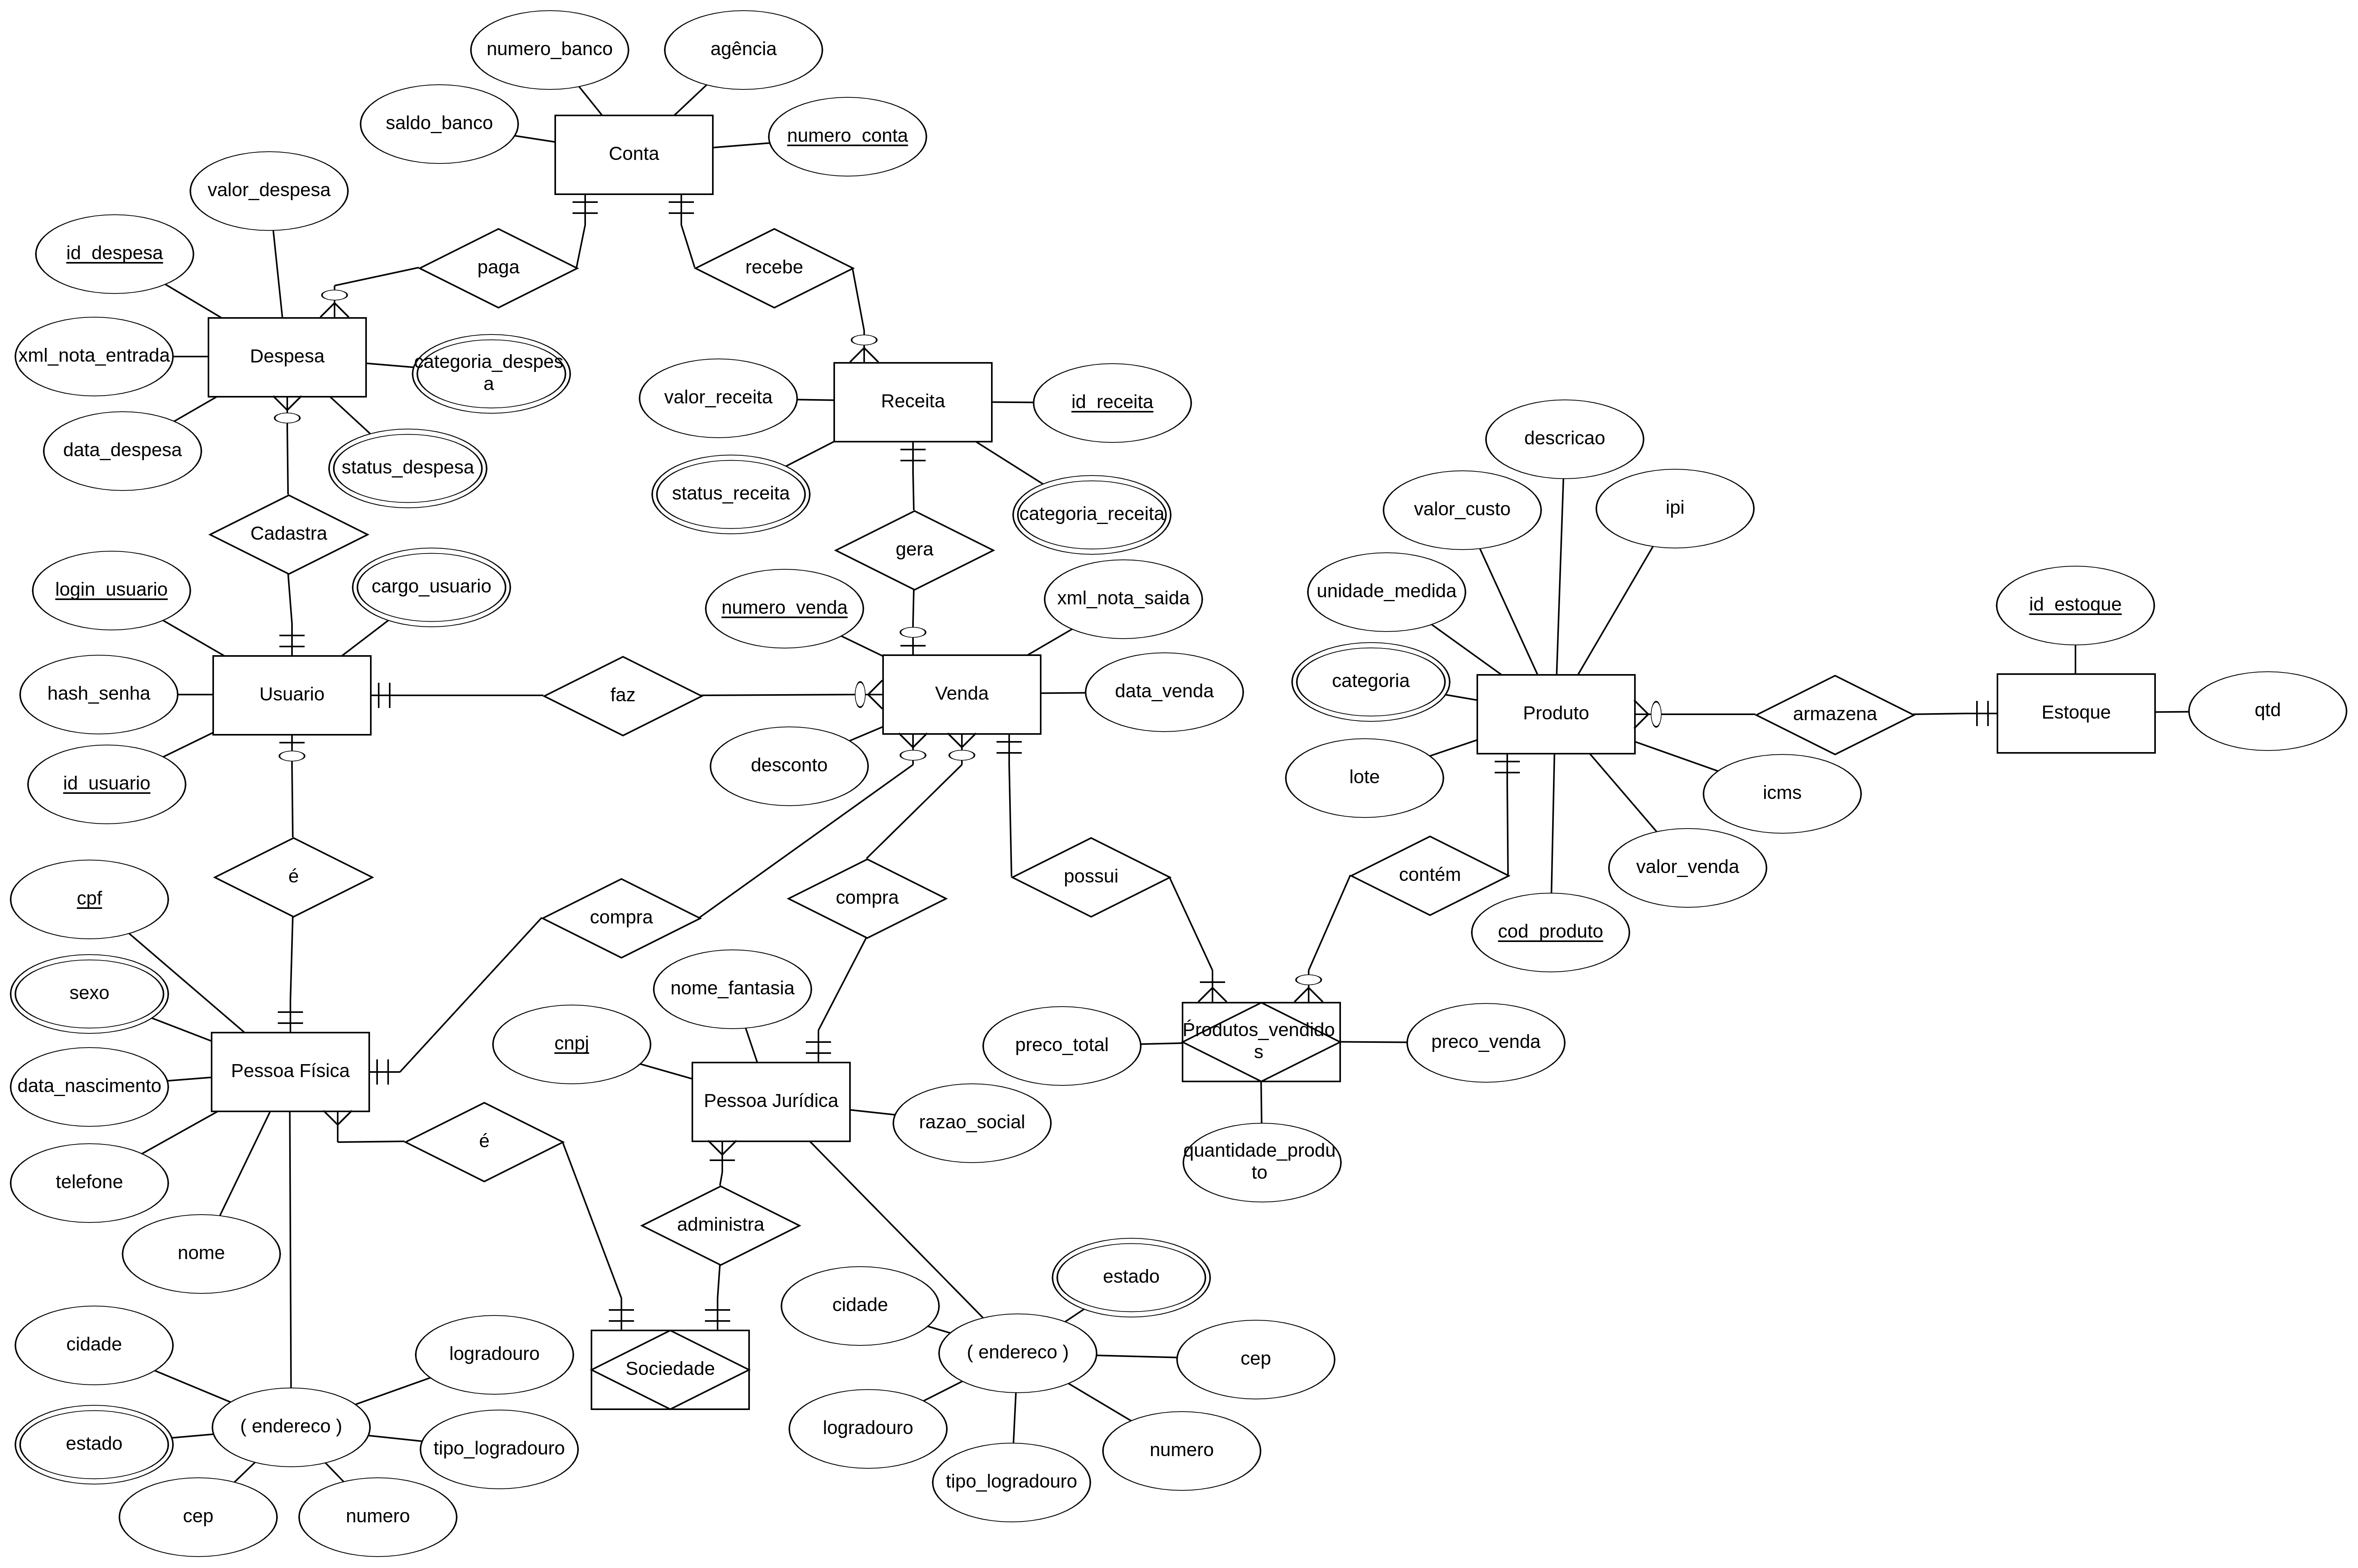 numero_banco
agência
saldo_banco
numero_conta
Conta
valor_despesa
id_despesa
paga
recebe
xml_nota_entrada
Despesa
categoria_despes
a
valor_receita
Receita
id_receita
data_despesa
status_despesa
status_receita
categoria_receita
descricao
valor_custo
ipi
Cadastra
gera
login_usuario
cargo_usuario
numero_venda
xml_nota_saida
unidade_medida
id_estoque
hash_senha
Usuario
faz
Venda
data_venda
categoria
Produto
armazena
Estoque
qtd
id_usuario
desconto
lote
icms
é
cpf
compra
compra
possui
contém
valor_venda
cod_produto
sexo
nome_fantasia
cnpj
data_nascimento
Pessoa Física
Pessoa Jurídica
razao_social
preco_total
Produtos_vendido
s
preco_venda
telefone
é
quantidade_produ
to
nome
administra
cidade
logradouro
Sociedade
cidade
estado
( endereco )
cep
estado
( endereco )
tipo_logradouro
logradouro
numero
cep
numero
tipo_logradouro